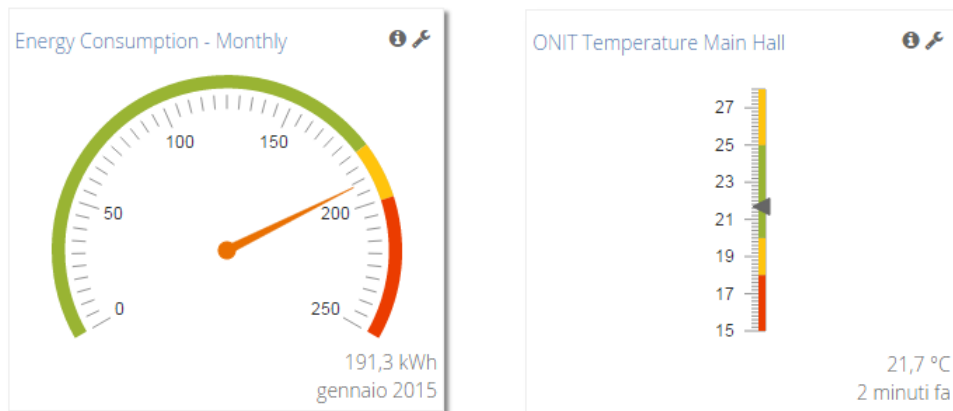 Energy Consumption - Monthly
0
50
100
150
200
250
191,3 kWh
gennaio 2015
ONIT Temperature Main Hall
27
25
23
21
19
17
15
21,7 °C
2 minuti fa